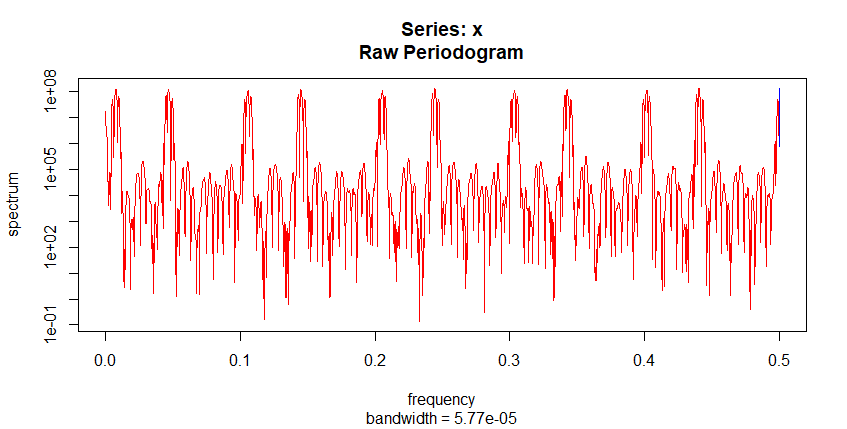 Series: x
Raw Periodogram
spectrum
1e+08
1e+05
1e+02
1e-01
0.0 0.1 0.2 0.3 0.4 0.5
frequency
bandwidth = 5.77e-05